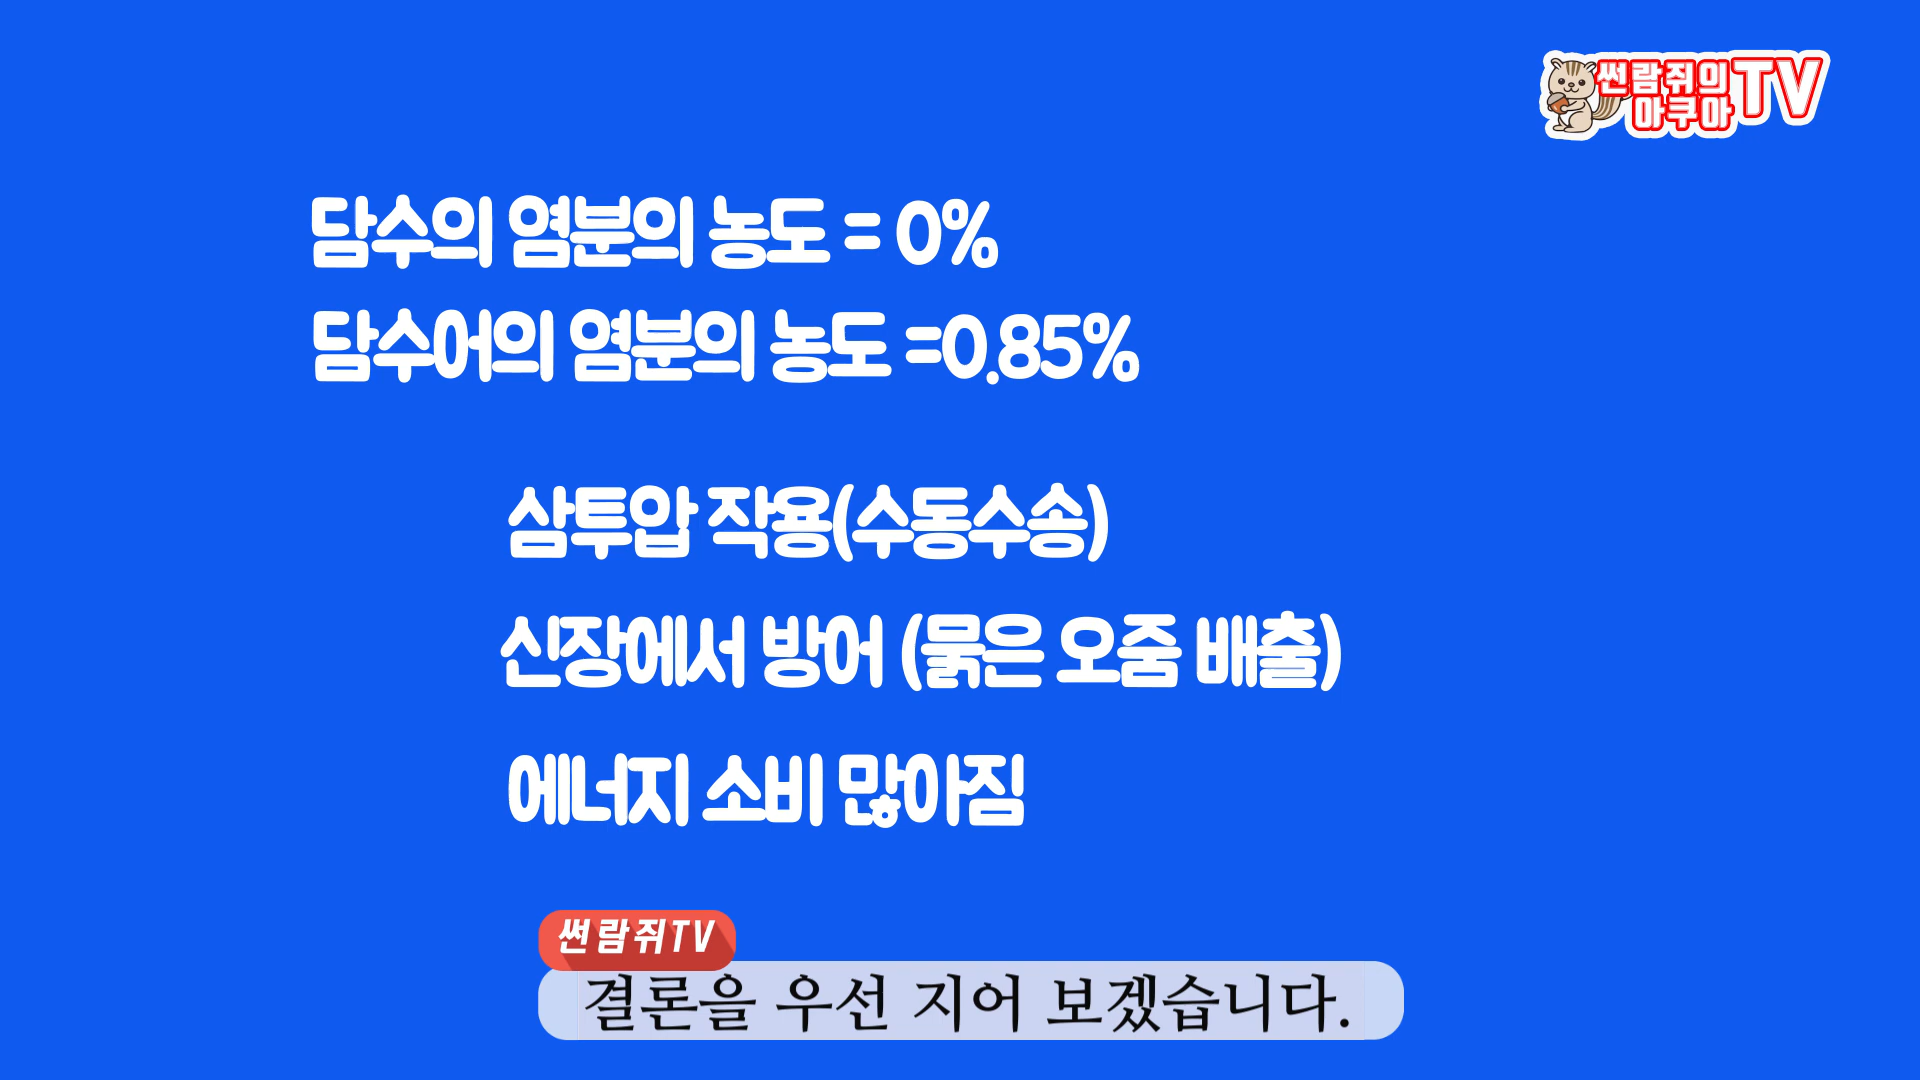 썬람쥐의
아쿠아 TV
담수의 염분의 농도 = 0%
담수어의 염분의 농도 =0.85%
삼투압 작용(수동수송)
신장에서 방어 (묽은 오줌 배출)
에너지 소비 많아짐
썬람쥐TV
결론을 우선 지어 보겠습니다.